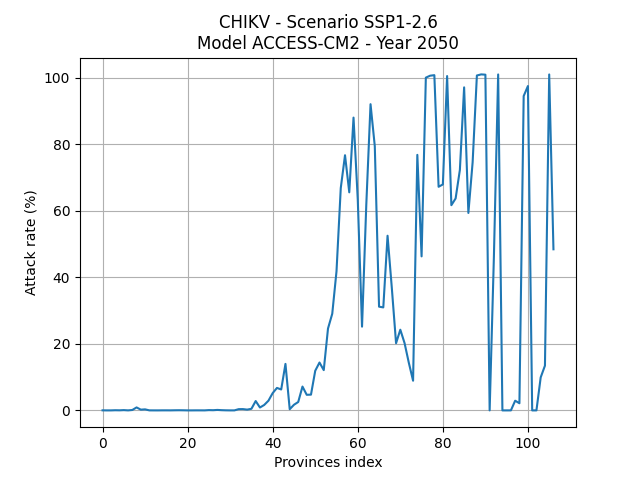 CHIKV - Scenario SSP1-2.6
Model ACCESS-CM2 - Year 2050
100
80
60
40
20
0
Attack rate (%)
0 20 40 60 80 100
Provinces index